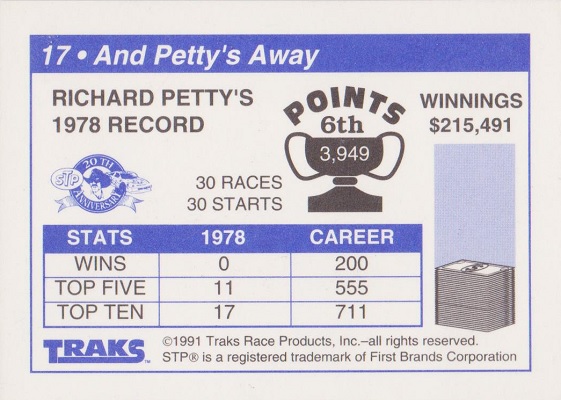 17 • And Petty's Away
RICHARD PETTY'S
1978 RECORD
POINTS
6th
3,949
WINNINGS
$215,491
STP
20TH
ANNIVERSARY
30 RACES
30 STARTS
STATS 1978 CAREER
WINS 0 200
TOP FIVE 11 555
TOP TEN 17 711
TRAKS™
©1991 Traks Race Products, Inc.–all rights reserved.
STP® is a registered trademark of First Brands Corporation